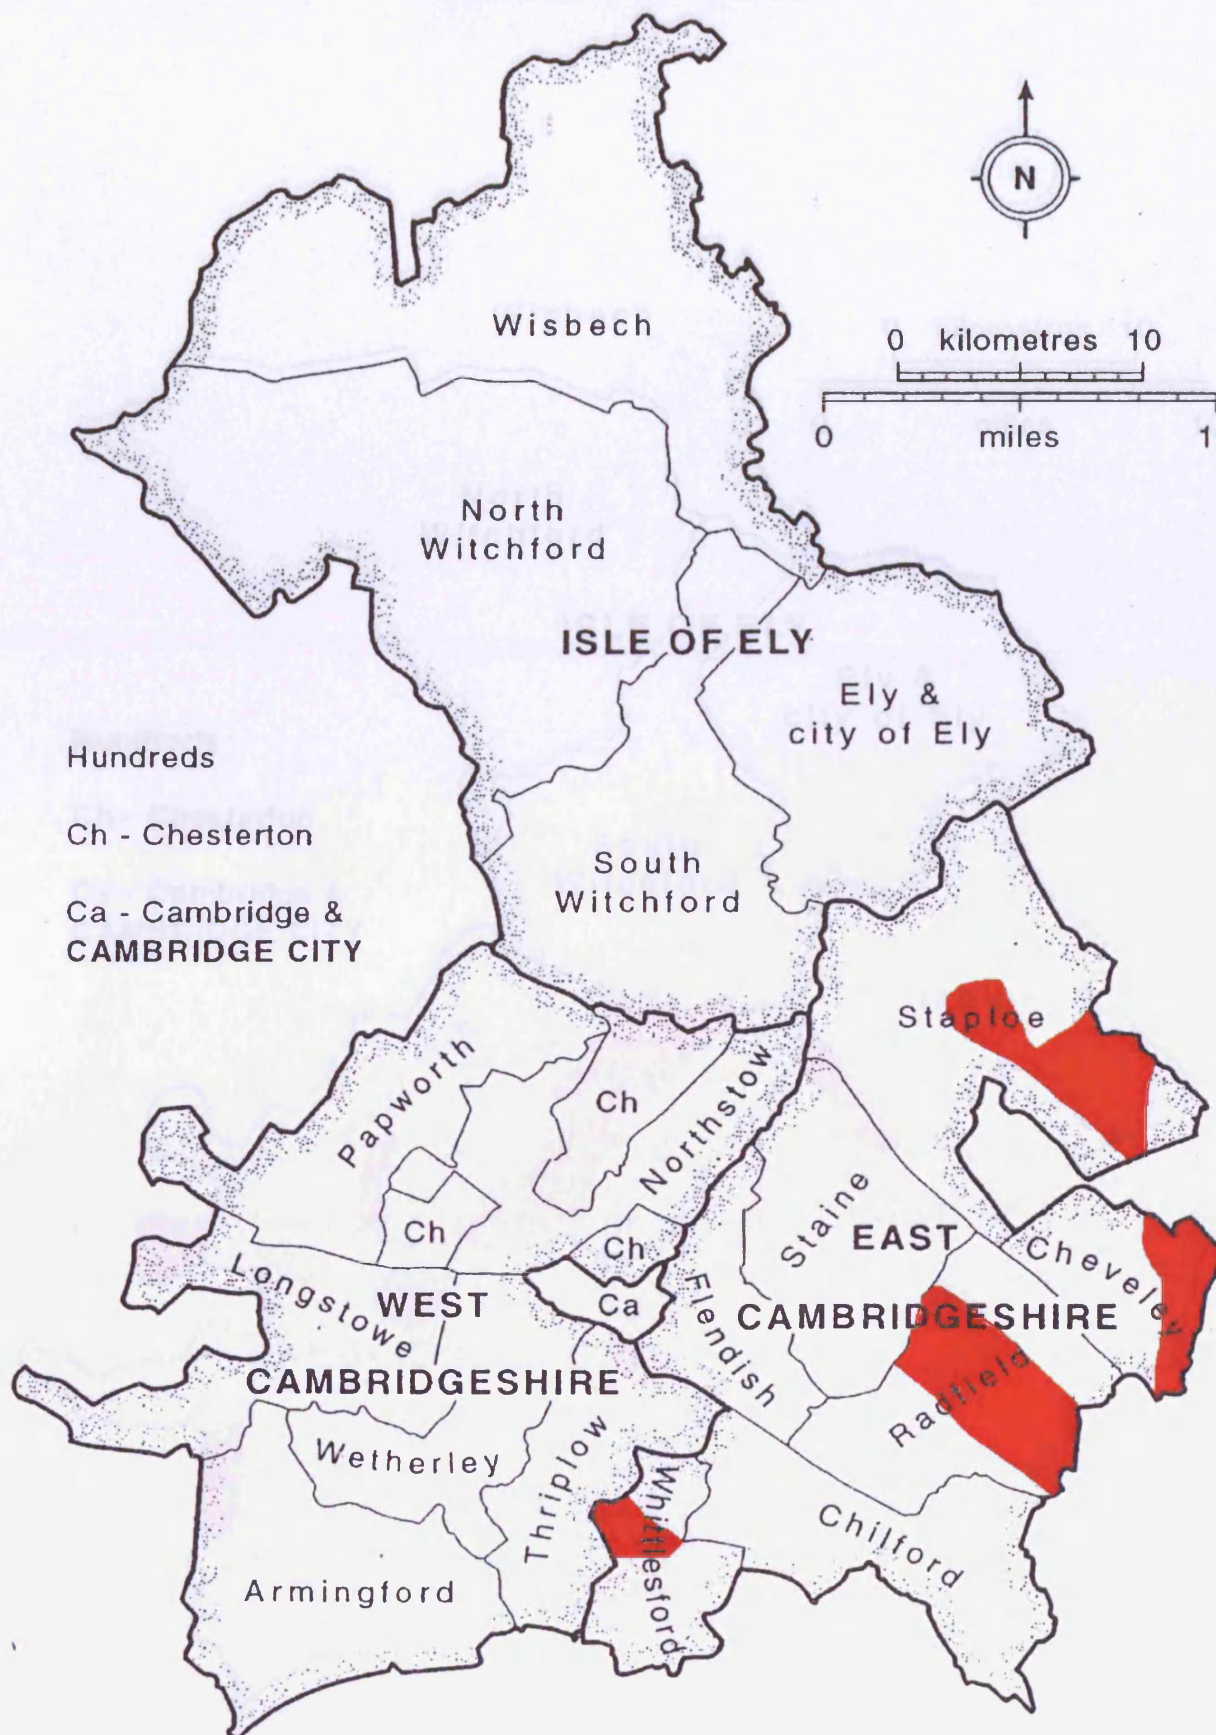 N
Wisbech
0 kilometres 10
0 miles 1
North
Witchford
ISLE OF ELY
Ely &
city of Ely
Hundreds
Ch - Chesterton
Ca - Cambridge &
CAMBRIDGE CITY
South
Witchford
Staploe
Papworth
Ch
Northstow
Ch
Staine
EAST
Ch
Cheveley
Longstowe
WEST
Ca
Flendish
CAMBRIDGESHIRE
CAMBRIDGESHIRE
Radfield
Wetherley
Thriplow
Whittlesford
Chilford
Armingford